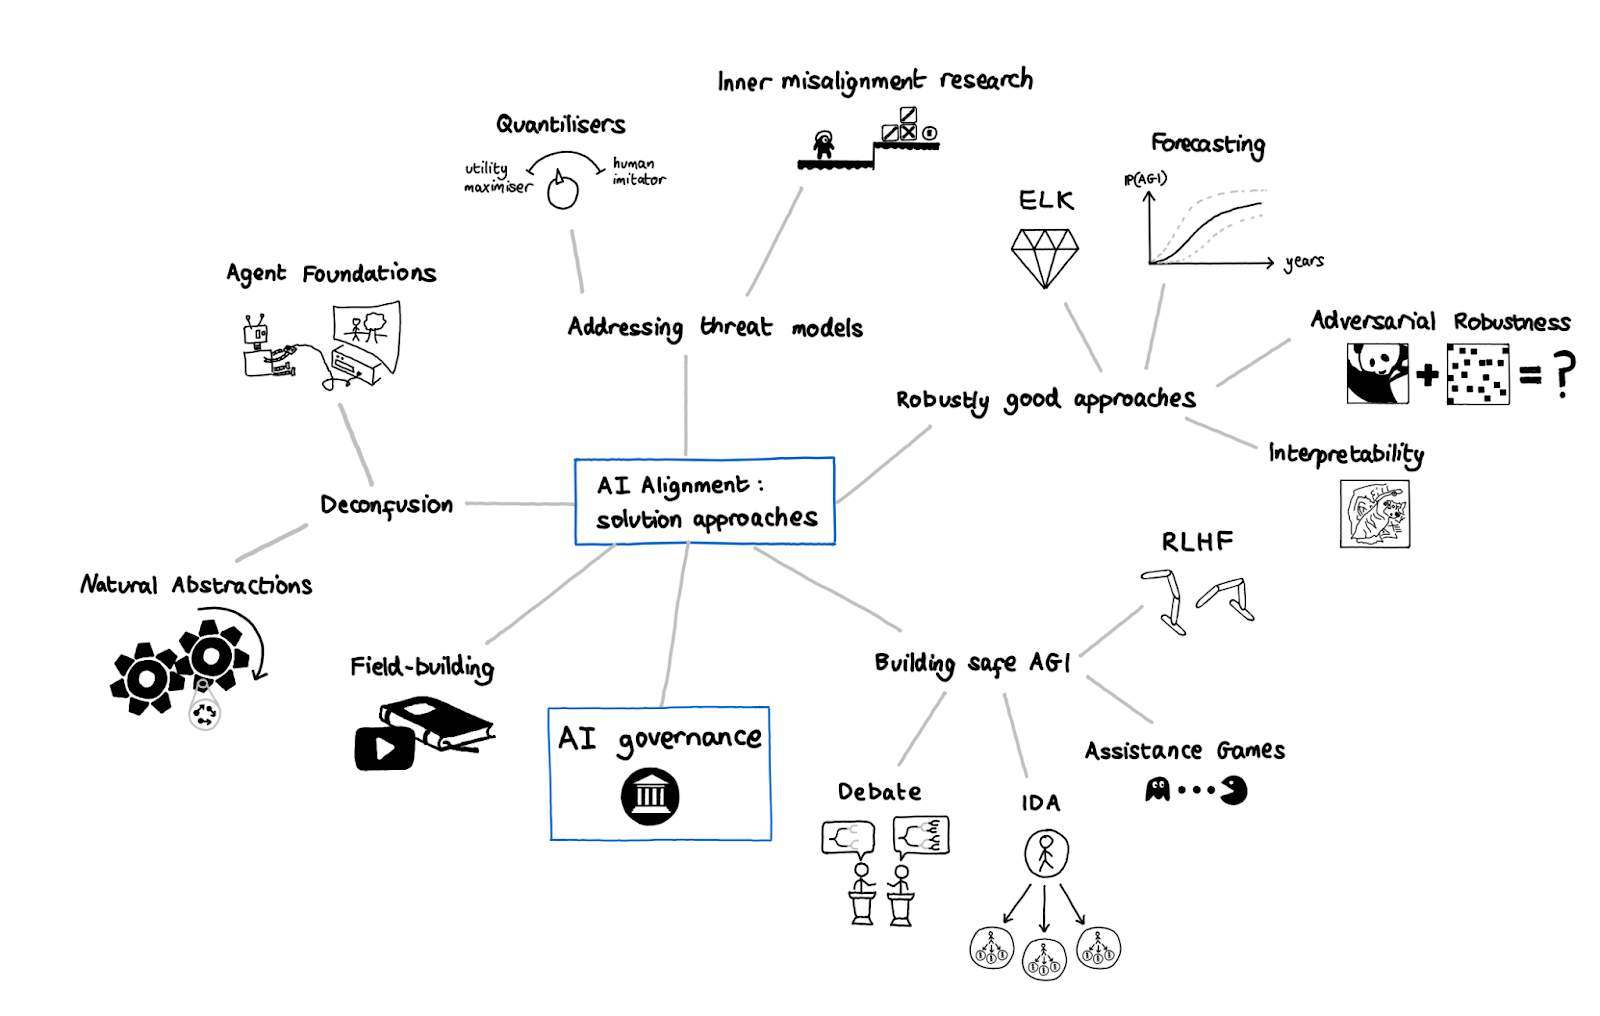 Inner misalignment research
Quantilisers
utility
maximiser
human
imitator
Forecasting
IP(AGI)
years
ELK
Agent Foundations
Addressing threat models
Adversarial Robustness
+
= ?
Robustly good approaches
Interpretability
AI Alignment:
solution approaches
Deconfusion
RLHF
Natural Abstractions
Field-building
Building safe AGI
AI governance
Assistance Games
Debate
IDA